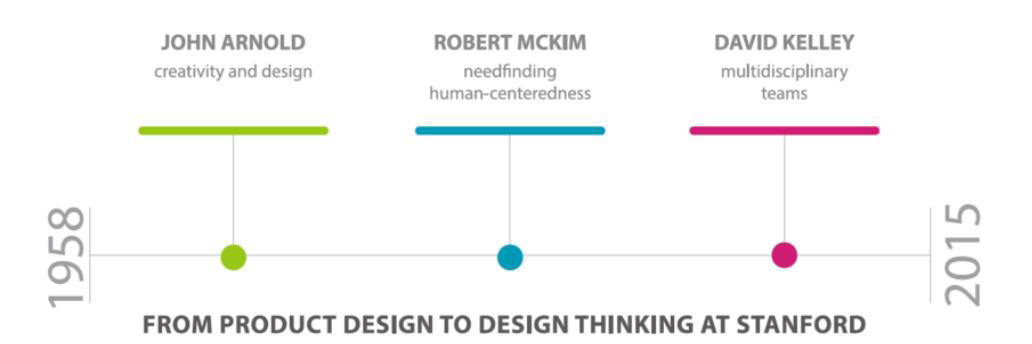 JOHN ARNOLD
creativity and design
ROBERT MCKIM
needfinding
human-centeredness
DAVID KELLEY
multidisciplinary
teams
1958
2015
FROM PRODUCT DESIGN TO DESIGN THINKING AT STANFORD